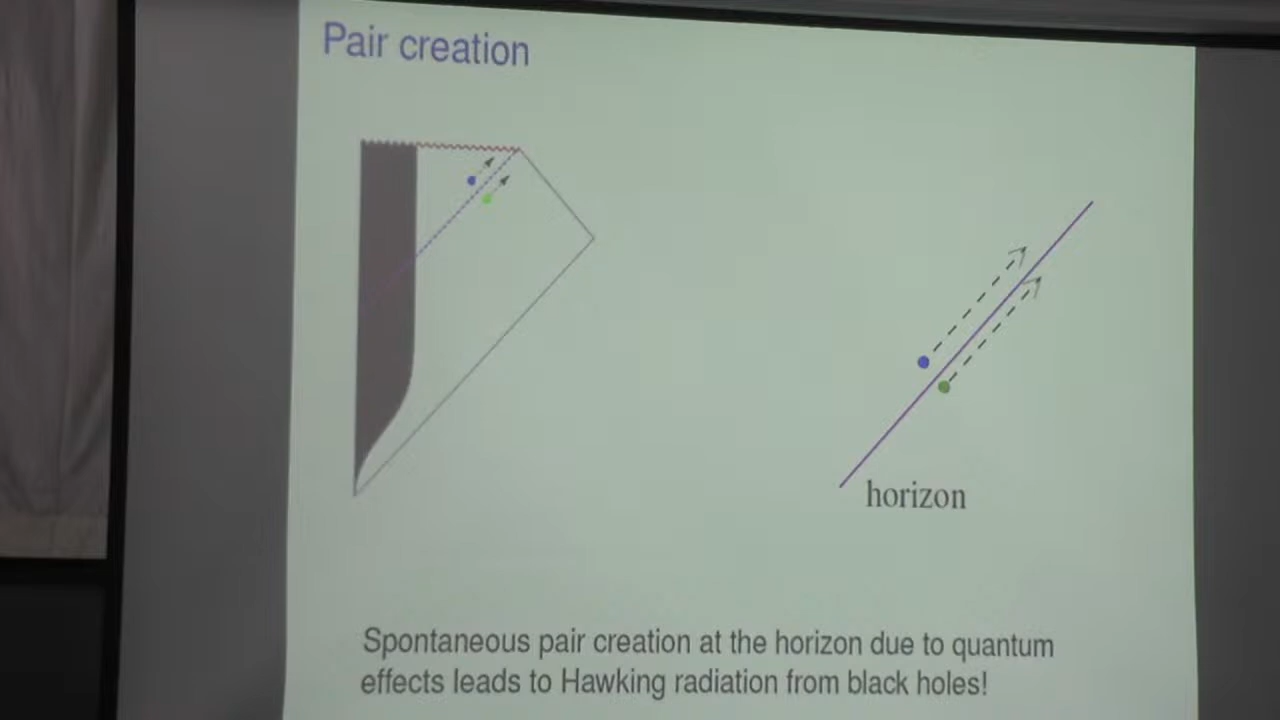 Pair creation
horizon
Spontaneous pair creation at the horizon due to quantum
effects leads to Hawking radiation from black holes!